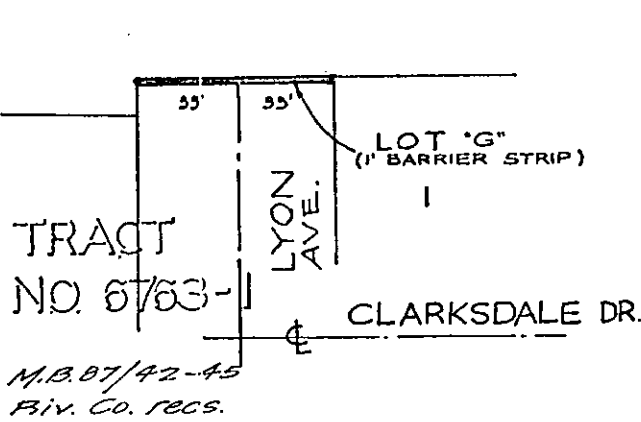 33' 33'
LOT "G"
(1' BARRIER STRIP)
LYON
AVE.
1
TRACT
NO. 6763-1
CLARKSDALE DR.
℄
M.B. 87/42-45
Riv. Co. recs.